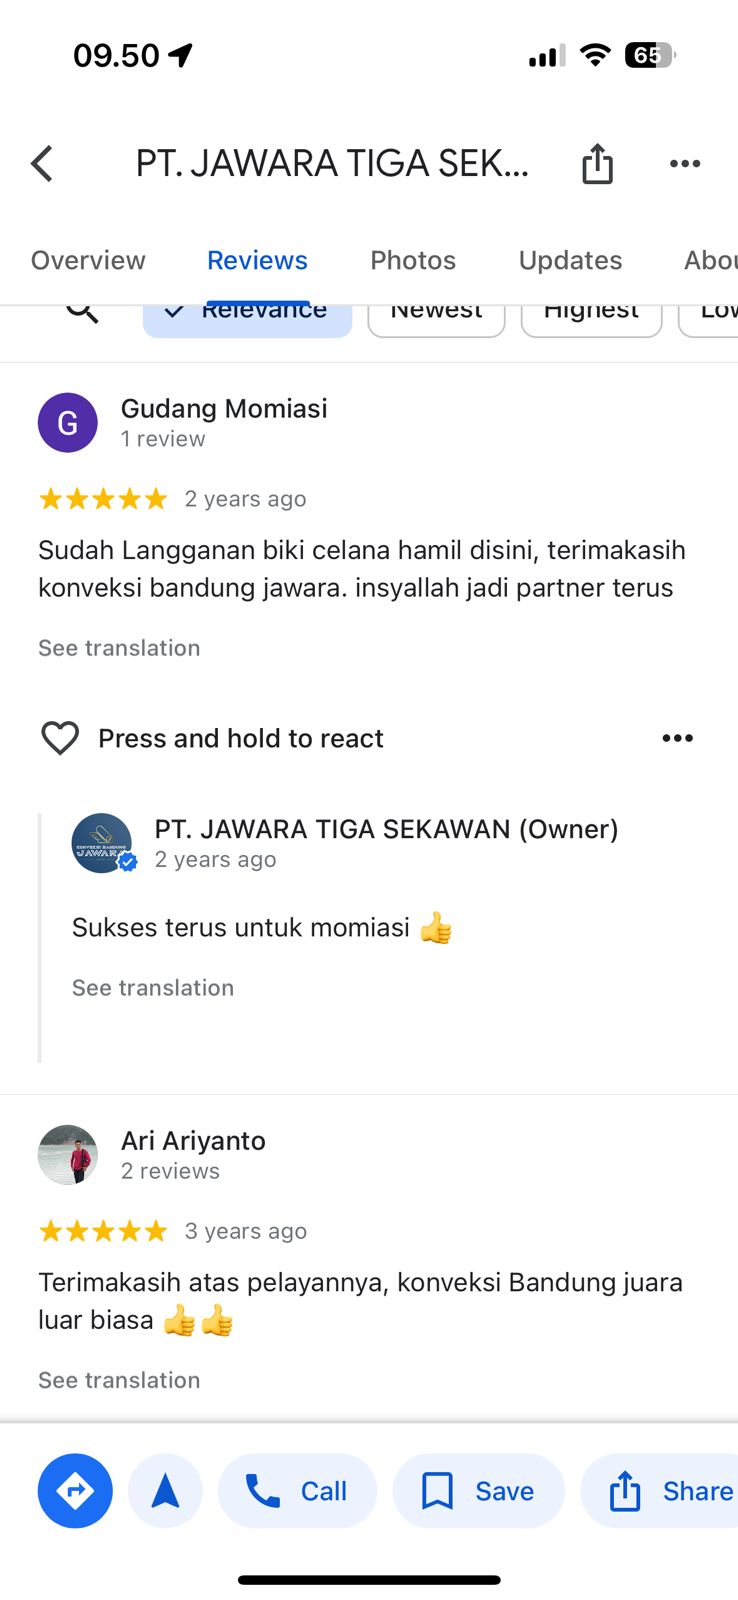 09.50
65
PT. JAWARA TIGA SEK...
Overview Reviews Photos Updates Abou
Relevance Newest Highest Low
G
Gudang Momiasi
1 review
2 years ago
Sudah Langganan biki celana hamil disini, terimakasih
konveksi bandung jawara. insyallah jadi partner terus
See translation
Press and hold to react
KONVEKSI BANDUNG
JAWARA
PT. JAWARA TIGA SEKAWAN (Owner)
2 years ago
Sukses terus untuk momiasi 👍
See translation
Ari Ariyanto
2 reviews
3 years ago
Terimakasih atas pelayannya, konveksi Bandung juara
luar biasa 👍👍
See translation
Call Save Share